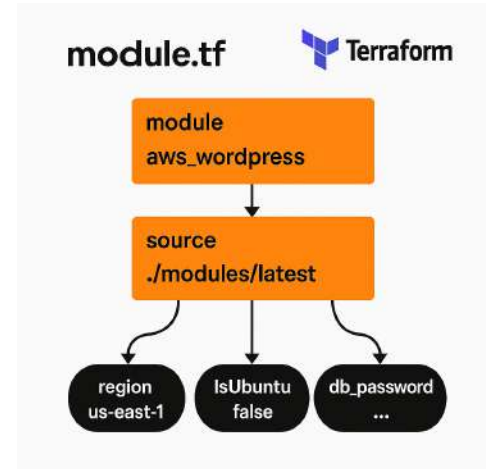 module.tf
Terraform
module
aws_wordpress
source
./modules/latest
region
us-east-1
IsUbuntu
false
db_password
...